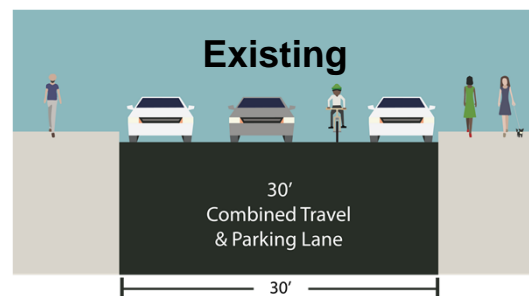 Existing
30’
Combined Travel
& Parking Lane
30’